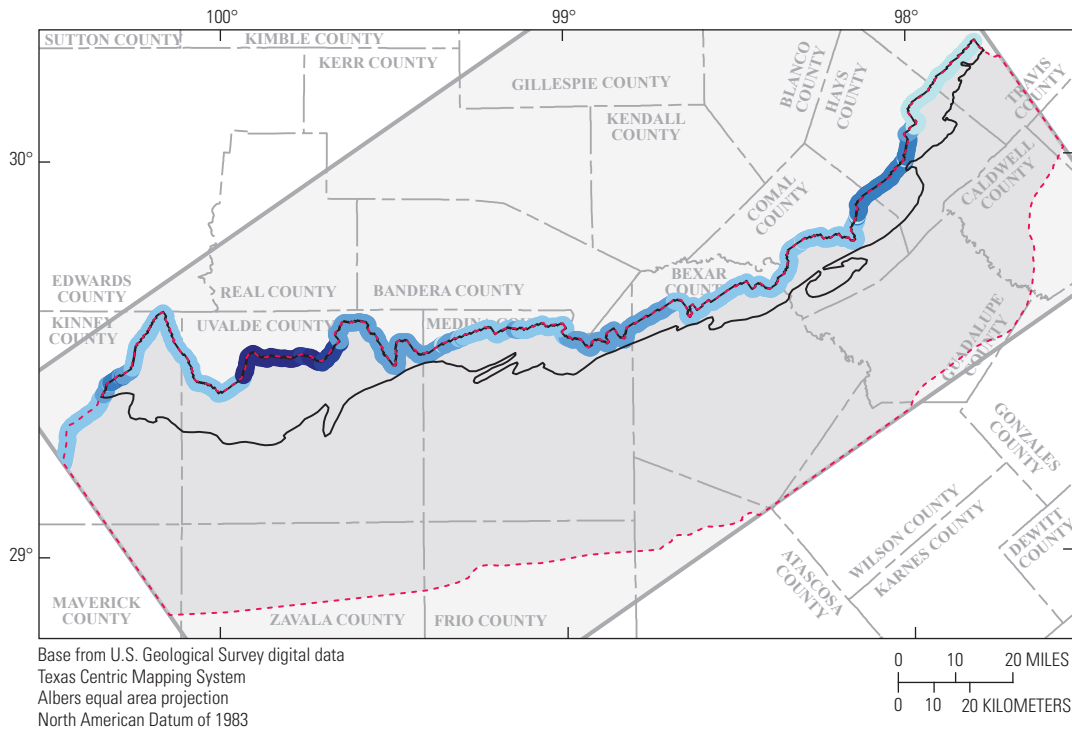 100°
99°
98°
SUTTON COUNTY
KIMBLE COUNTY
KERR COUNTY
GILLESPIE COUNTY
KENDALL
COUNTY
BLANCO
COUNTY
HAYS
COUNTY
TRAVIS
COUNTY
30°
CALDWELL
COUNTY
COMAL
COUNTY
EDWARDS
COUNTY
REAL COUNTY
BANDERA COUNTY
BEXAR
COUNTY
KINNEY
COUNTY
UVALDE COUNTY
MEDINA COUNTY
GUADALUPE
COUNTY
GONZALES
COUNTY
29°
WILSON COUNTY
KARNES COUNTY
DEWITT
COUNTY
ATASCOSA
COUNTY
MAVERICK
COUNTY
ZAVALA COUNTY
FRIO COUNTY
Base from U.S. Geological Survey digital data
Texas Centric Mapping System
Albers equal area projection
North American Datum of 1983
0 10 20 MILES
0 10 20 KILOMETERS